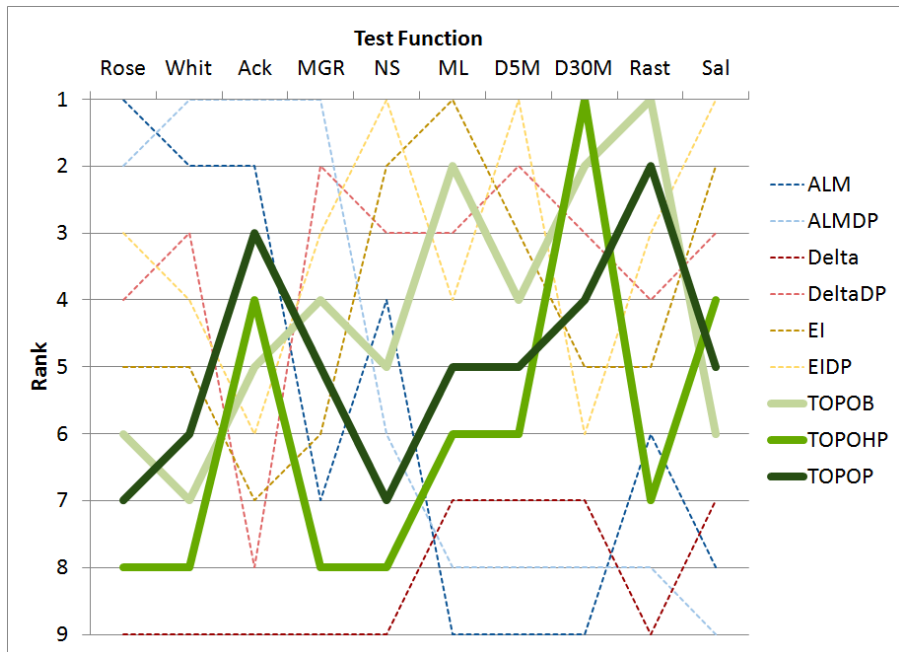 Test Function
Rose Whit Ack MGR NS ML D5M D30M Rast Sal
Rank
1
2
3
4
5
6
7
8
9
ALM
ALMDP
Delta
DeltaDP
EI
EIDP
TOPOB
TOPOHP
TOPOP